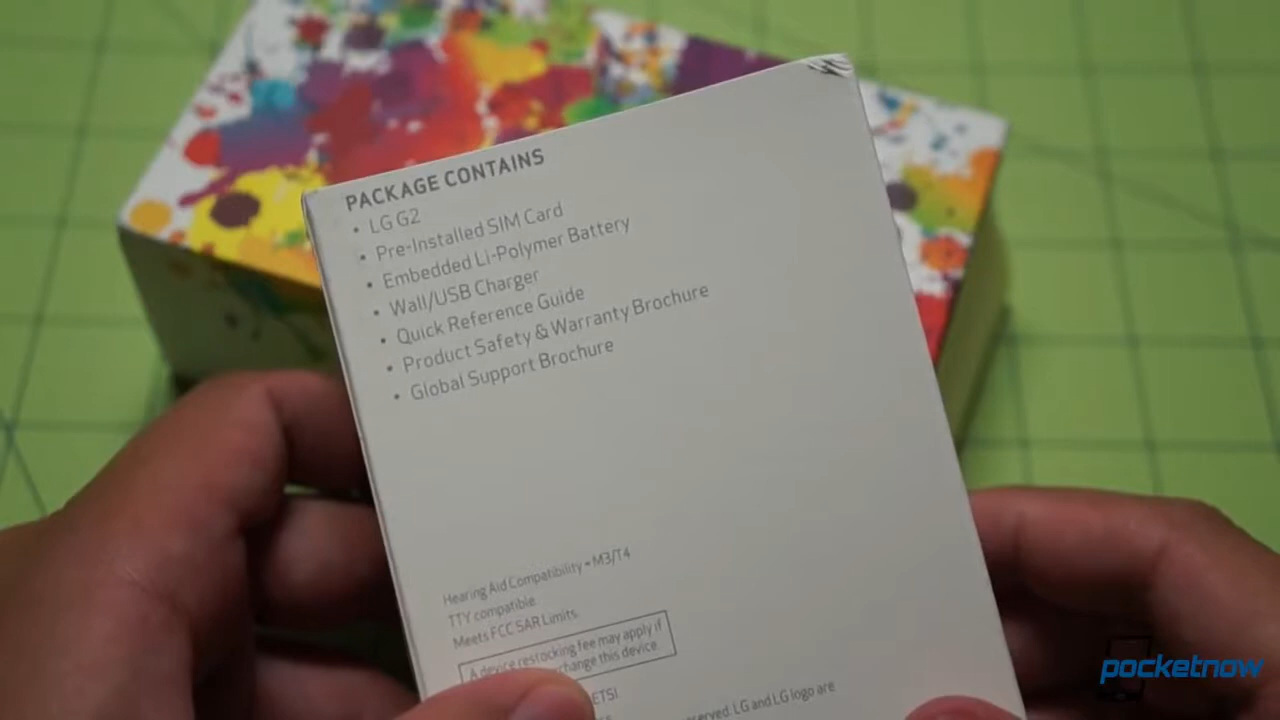 PACKAGE CONTAINS
• LG G2
• Pre-Installed SIM Card
• Embedded Li-Polymer Battery
• Wall/USB Charger
• Quick Reference Guide
• Product Safety & Warranty Brochure
• Global Support Brochure
Hearing Aid Compatibility = M3/T4
TTY compatible
Meets FCC SAR Limits
A device restocking fee may apply if
change this device.
ETSI
LG and LG logo are
pocketnow